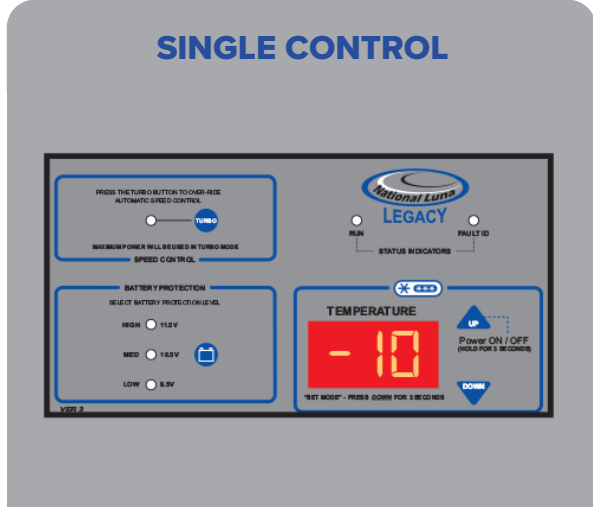 SINGLE CONTROL
PRESS THE TURBO BUTTON TO OVER-RIDE
AUTOMATIC SPEED CONTROL
TURBO
MAXIMUM POWER WILL BE USED IN TURBO MODE
SPEED CONTROL
National Luna
LEGACY
RUN
FAULT ID
STATUS INDICATORS
BATTERY PROTECTION
SELECT BATTERY PROTECTION LEVEL
HIGH 11.5V
MED 10.5V
LOW 9.5V
VER 3
TEMPERATURE
-10
UP
Power ON / OFF
(HOLD FOR 3 SECONDS)
DOWN
"SET MODE" - PRESS DOWN FOR 3 SECONDS